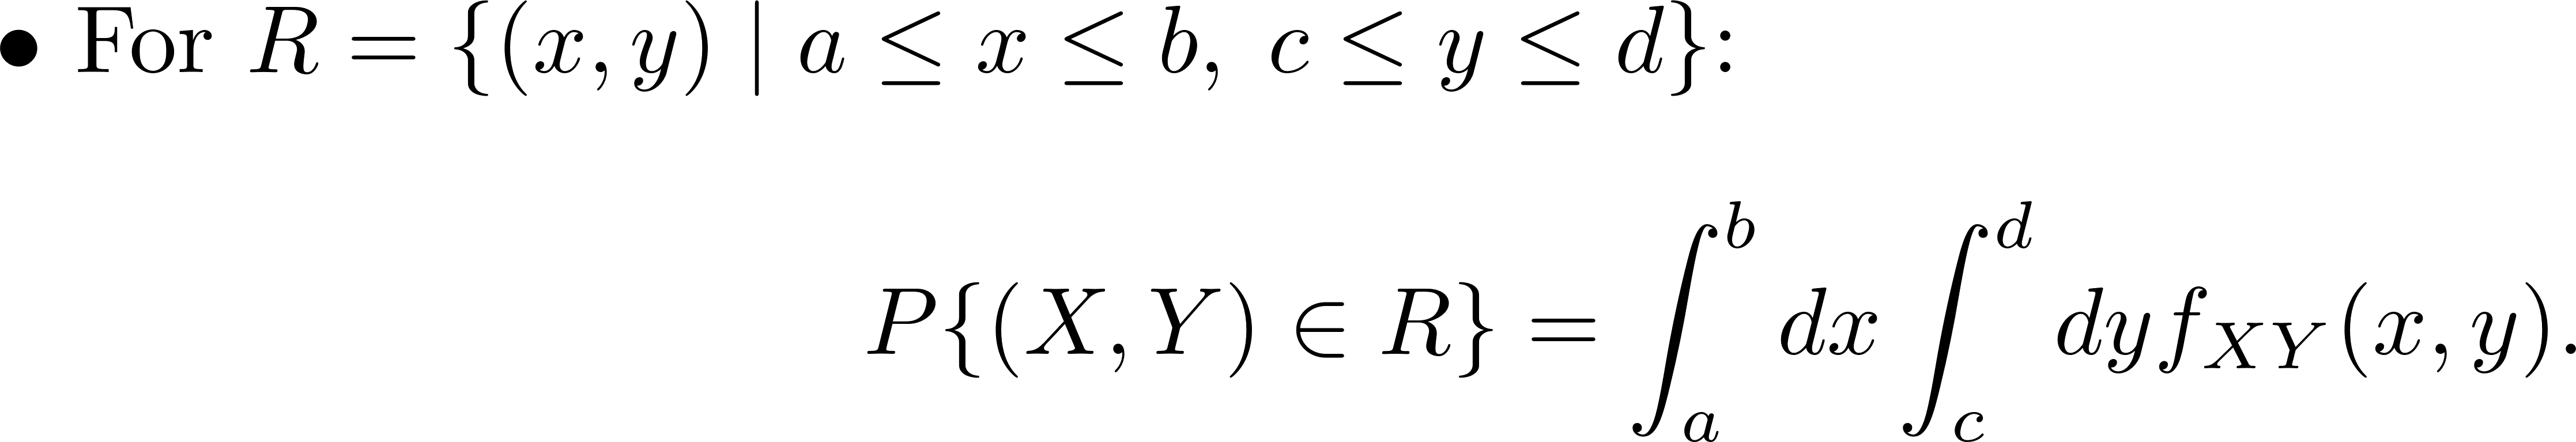 • For R = {(x, y) | a ≤ x ≤ b, c ≤ y ≤ d}:
P{(X, Y) ∈ R} = ∫_a^b dx ∫_c^d dy f_{XY}(x, y).